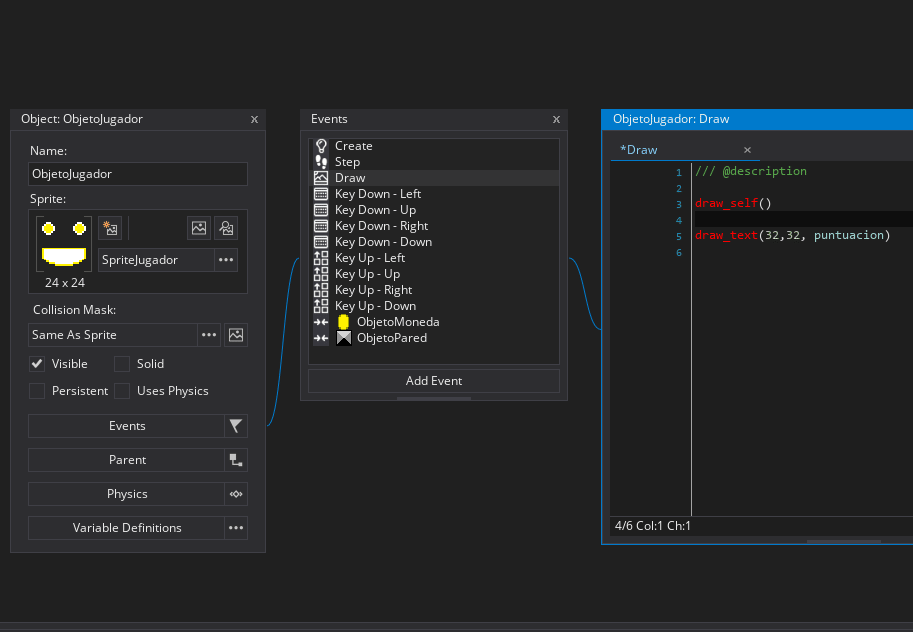 Object: ObjetoJugador x
Name:
ObjetoJugador
Sprite:
SpriteJugador
24 x 24
Collision Mask:
Same As Sprite
Visible Solid
Persistent Uses Physics
Events
Parent
Physics
Variable Definitions
Events x
Create
Step
Draw
Key Down - Left
Key Down - Up
Key Down - Right
Key Down - Down
Key Up - Left
Key Up - Up
Key Up - Right
Key Up - Down
ObjetoMoneda
ObjetoPared
Add Event
ObjetoJugador: Draw
*Draw ×
1 /// @description
2
3 draw_self()
4
5 draw_text(32,32, puntuacion)
6
4/6 Col:1 Ch:1